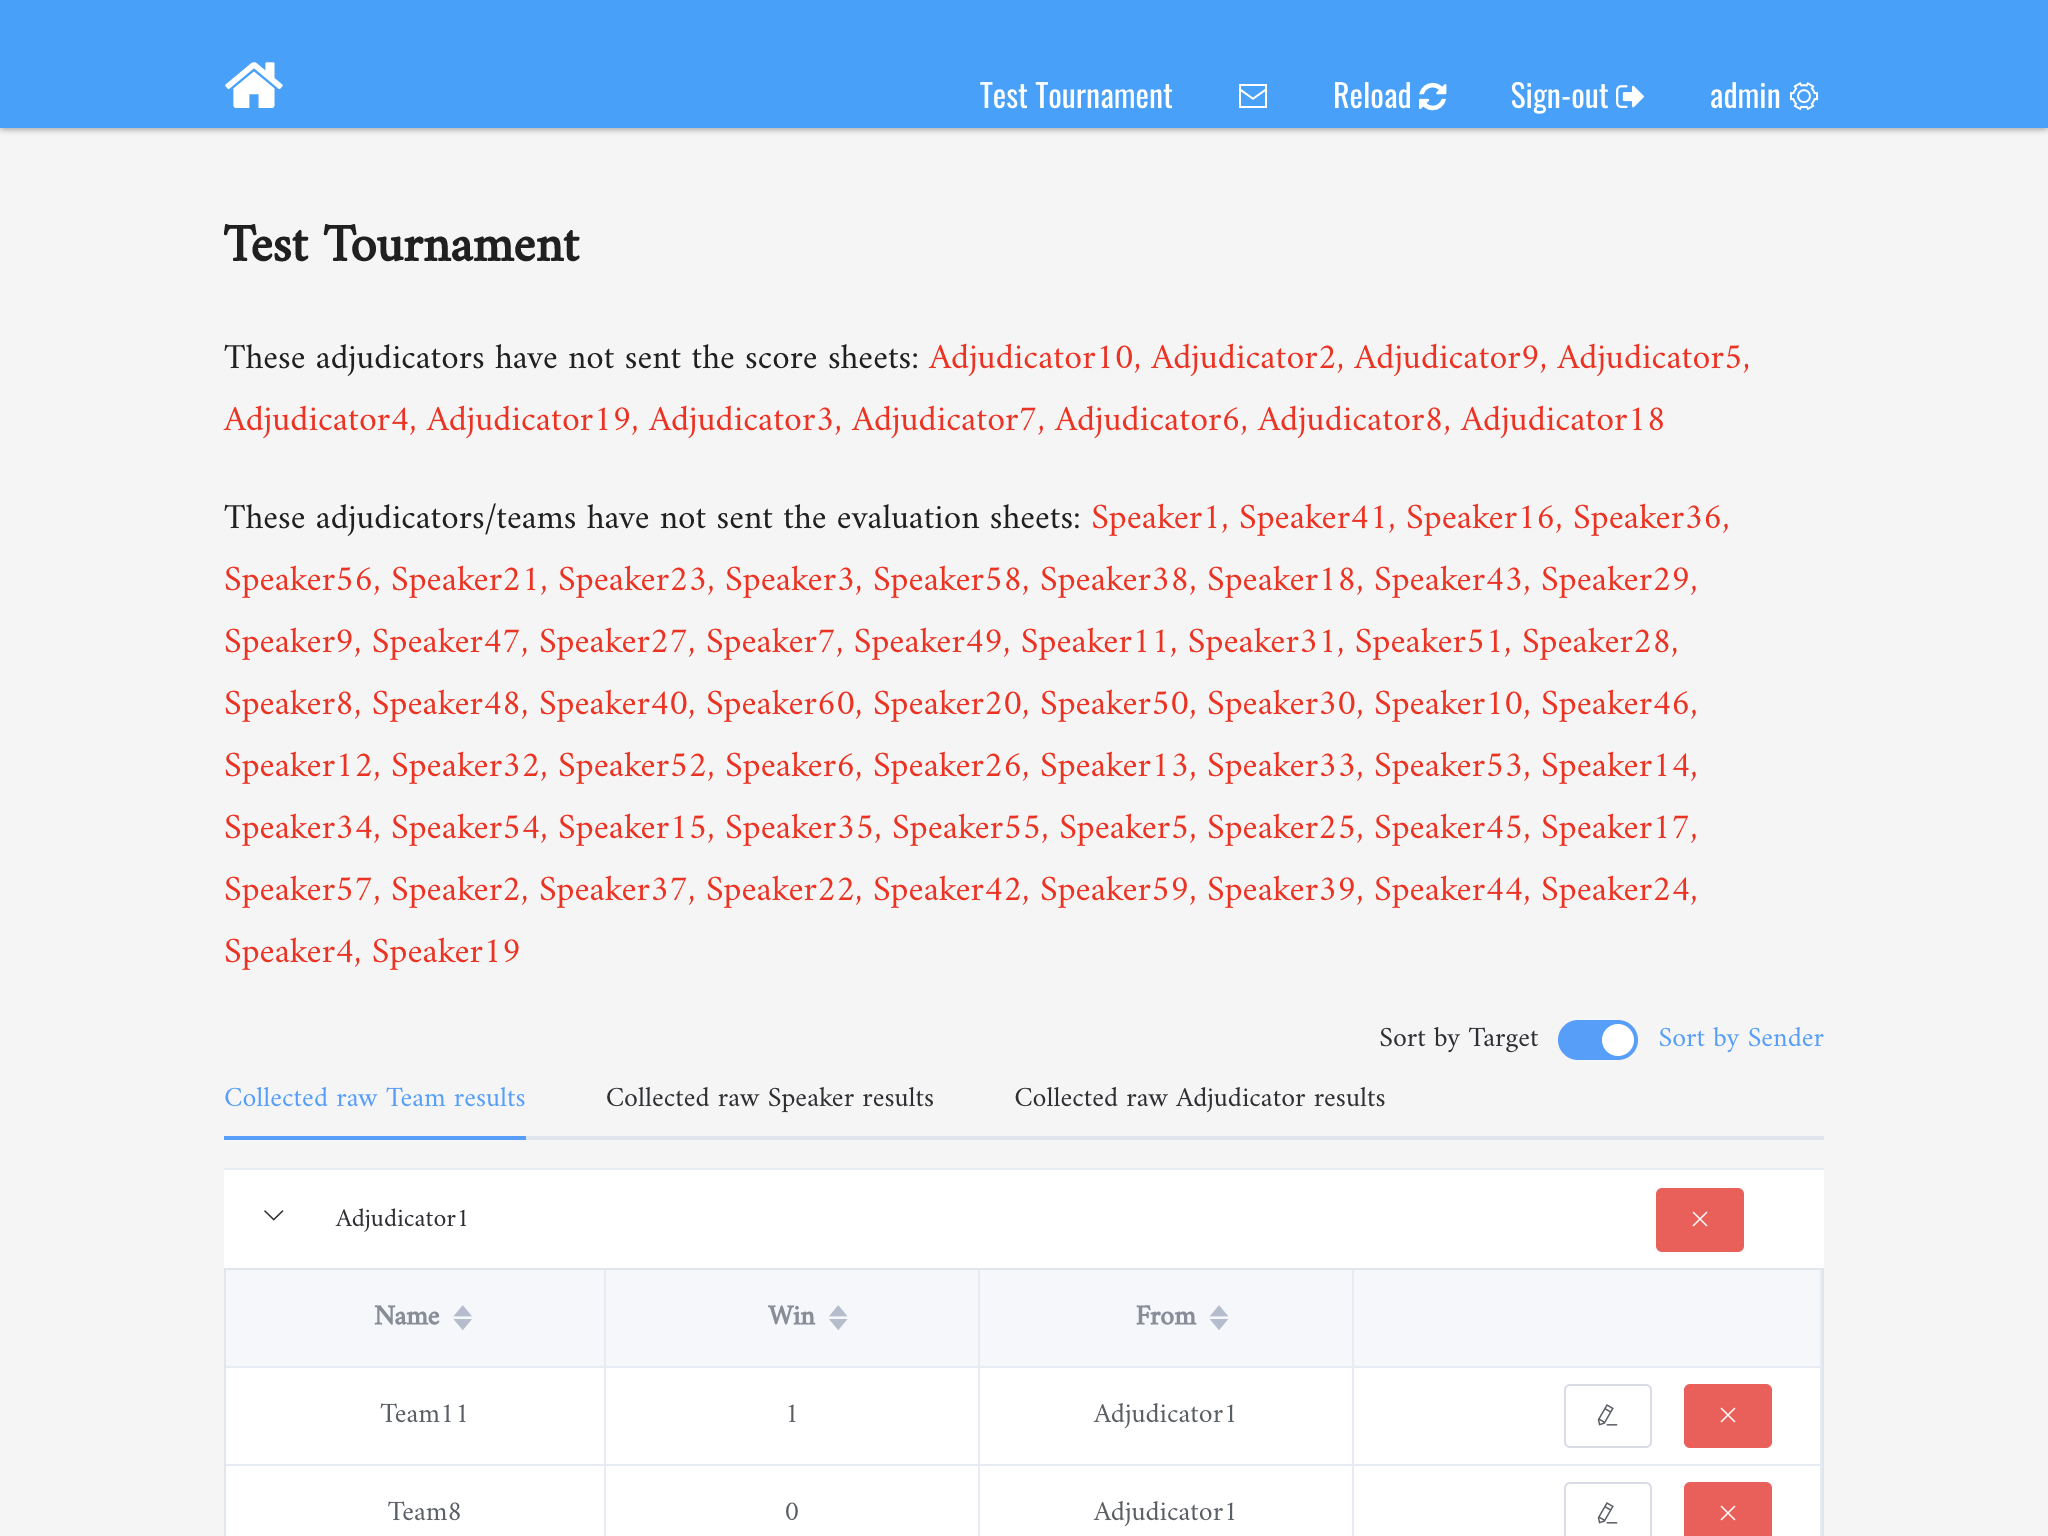 Test Tournament Reload Sign-out admin
Test Tournament
These adjudicators have not sent the score sheets: Adjudicator10, Adjudicator2, Adjudicator9, Adjudicator5,
Adjudicator4, Adjudicator19, Adjudicator3, Adjudicator7, Adjudicator6, Adjudicator8, Adjudicator18
These adjudicators/teams have not sent the evaluation sheets: Speaker1, Speaker41, Speaker16, Speaker36,
Speaker56, Speaker21, Speaker23, Speaker3, Speaker58, Speaker38, Speaker18, Speaker43, Speaker29,
Speaker9, Speaker47, Speaker27, Speaker7, Speaker49, Speaker11, Speaker31, Speaker51, Speaker28,
Speaker8, Speaker48, Speaker40, Speaker60, Speaker20, Speaker50, Speaker30, Speaker10, Speaker46,
Speaker12, Speaker32, Speaker52, Speaker6, Speaker26, Speaker13, Speaker33, Speaker53, Speaker14,
Speaker34, Speaker54, Speaker15, Speaker35, Speaker55, Speaker5, Speaker25, Speaker45, Speaker17,
Speaker57, Speaker2, Speaker37, Speaker22, Speaker42, Speaker59, Speaker39, Speaker44, Speaker24,
Speaker4, Speaker19
Sort by Target Sort by Sender
Collected raw Team results Collected raw Speaker results Collected raw Adjudicator results
Adjudicator1
Name Win From
Team11 1 Adjudicator1
Team8 0 Adjudicator1